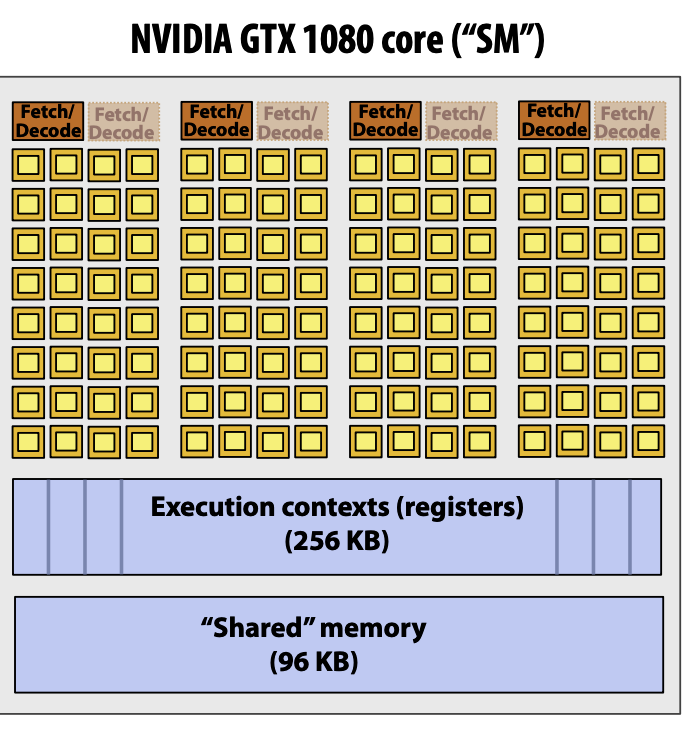 NVIDIA GTX 1080 core (“SM”)
Fetch/
Decode
Fetch/
Decode
Fetch/
Decode
Fetch/
Decode
Fetch/
Decode
Fetch/
Decode
Fetch/
Decode
Fetch/
Decode
Execution contexts (registers)
(256 KB)
“Shared” memory
(96 KB)